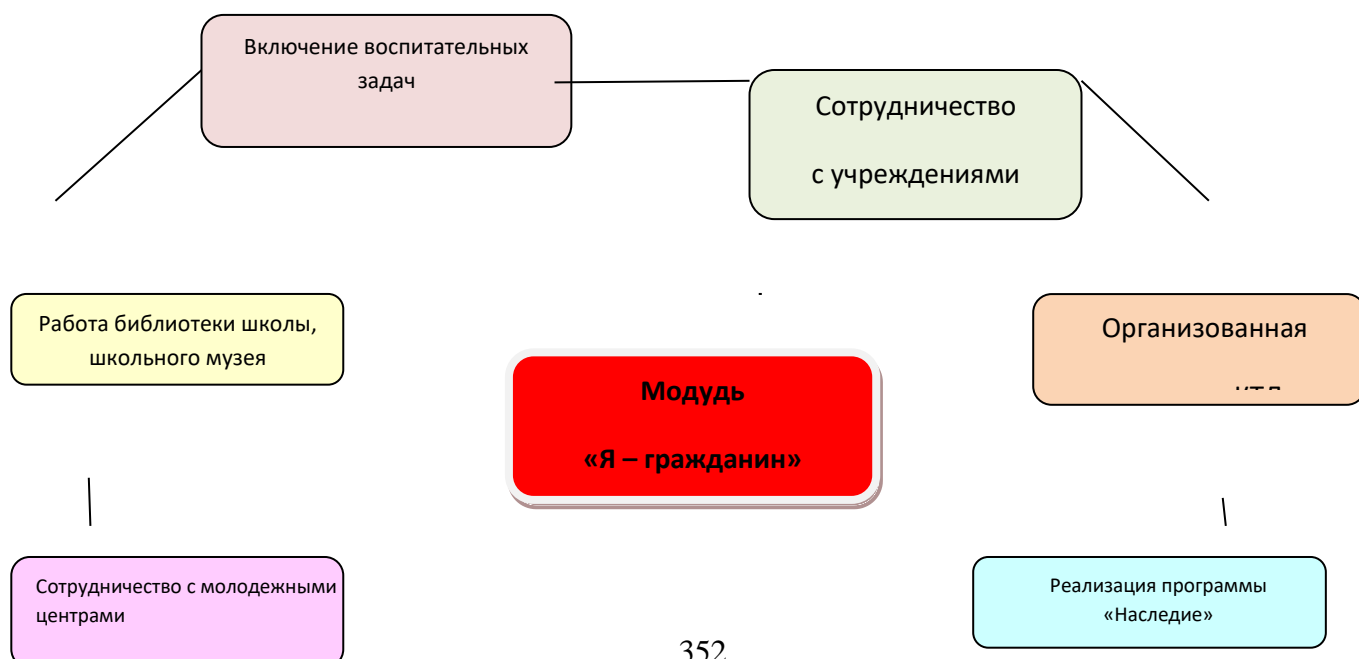 Включение воспитательных
задач
Сотрудничество
с учреждениями
Работа библиотеки школы,
школьного музея
Организованная
Модудь
«Я – гражданин»
Сотрудничество с молодежными
центрами
Реализация программы
«Наследие»
352